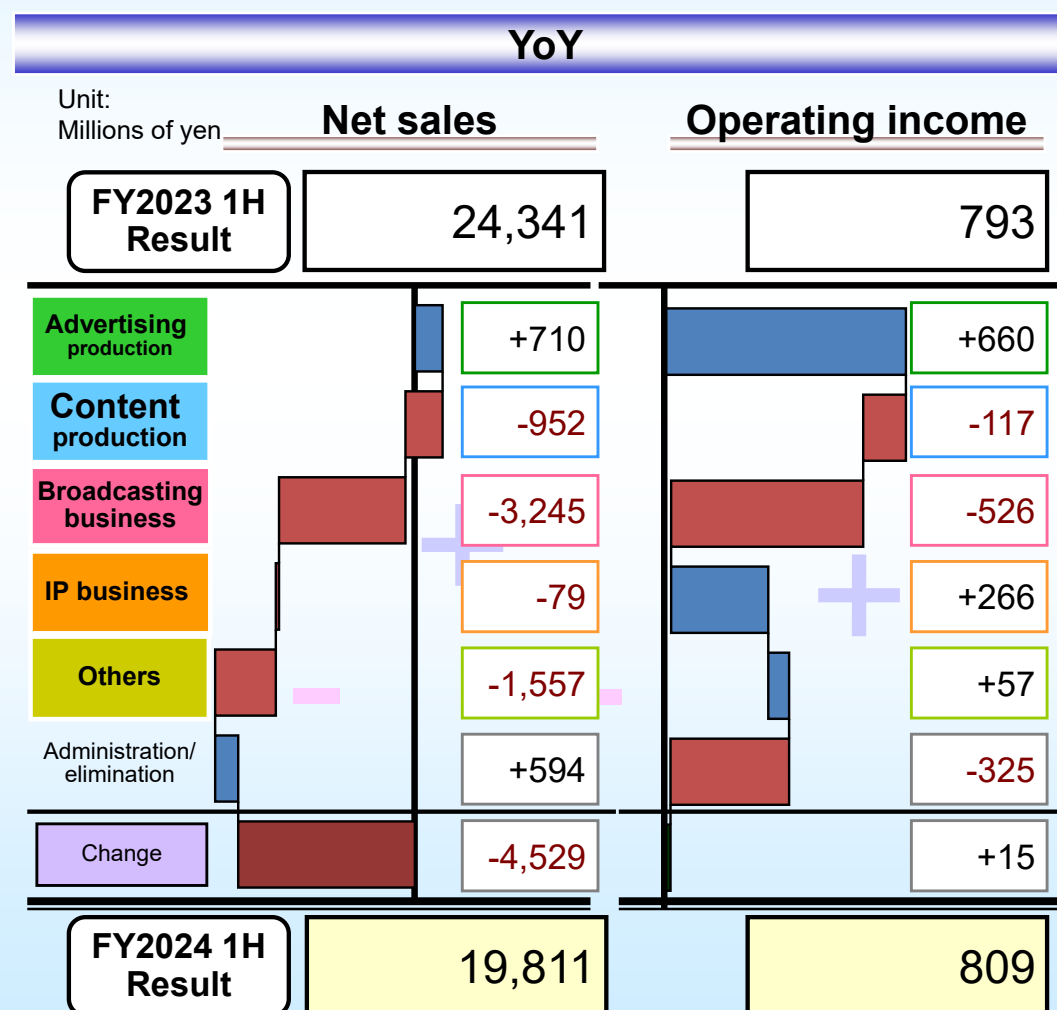 YoY
Unit:
Millions of yen
Net sales
Operating income
FY2023 1H
Result
24,341
793
Advertising
production
+710
+660
Content
production
-952
-117
Broadcasting
business
-3,245
-526
IP business
-79
+266
Others
-1,557
+57
Administration/
elimination
+594
-325
Change
-4,529
+15
FY2024 1H
Result
19,811
809